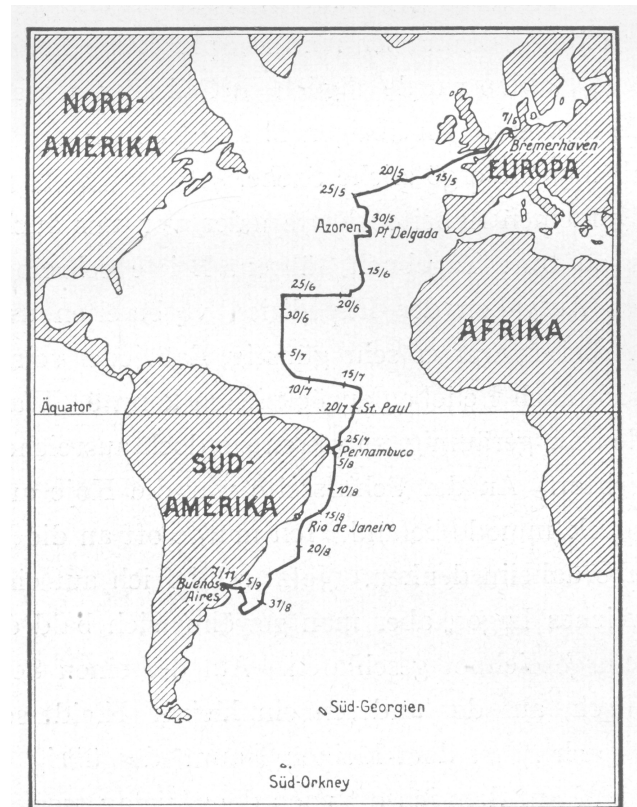 NORD-
AMERIKA
7/5
Bremerhaven
EUROPA
15/5
20/5
25/5
30/5
Azoren
Pt Delgada
15/6
20/6
25/6
30/6
AFRIKA
5/7
10/7
15/7
Äquator
20/7
St. Paul
25/7
Pernambuco
5/8
SÜD-
AMERIKA
10/8
15/8
Rio de Janeiro
20/8
7/9
Buenos
Aires
5/9
31/8
Süd-Georgien
Süd-Orkney